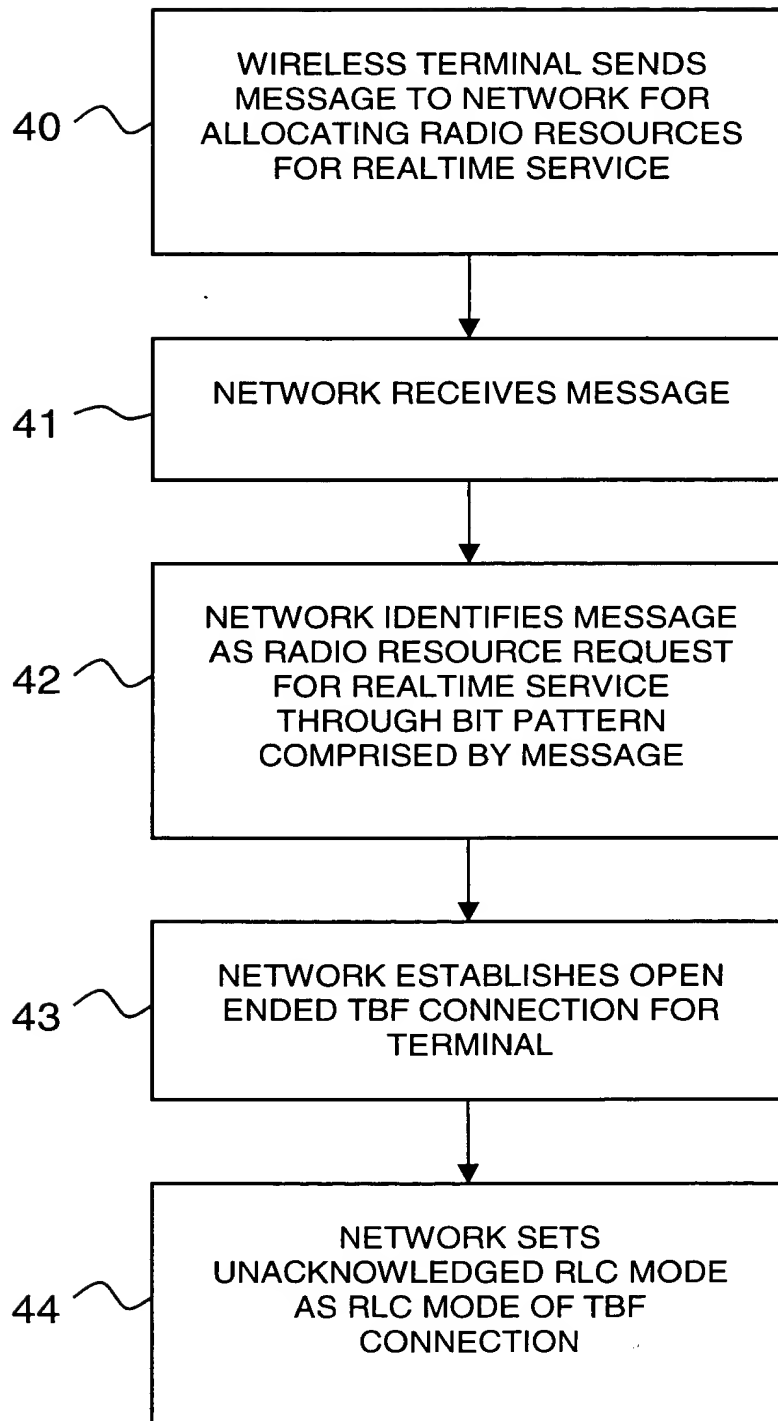 40
WIRELESS TERMINAL SENDS
MESSAGE TO NETWORK FOR
ALLOCATING RADIO RESOURCES
FOR REALTIME SERVICE
41
NETWORK RECEIVES MESSAGE
42
NETWORK IDENTIFIES MESSAGE
AS RADIO RESOURCE REQUEST
FOR REALTIME SERVICE
THROUGH BIT PATTERN
COMPRISED BY MESSAGE
43
NETWORK ESTABLISHES OPEN
ENDED TBF CONNECTION FOR
TERMINAL
44
NETWORK SETS
UNACKNOWLEDGED RLC MODE
AS RLC MODE OF TBF
CONNECTION